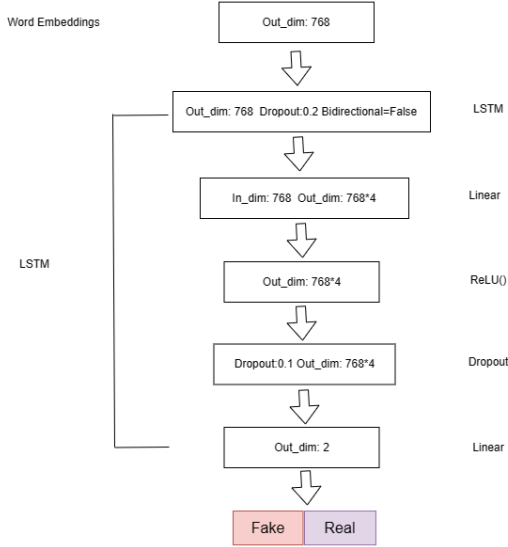 Word Embeddings
Out_dim: 768
Out_dim: 768 Dropout:0.2 Bidirectional=False
LSTM
In_dim: 768 Out_dim: 768*4
Linear
LSTM
Out_dim: 768*4
ReLU()
Dropout:0.1 Out_dim: 768*4
Dropout
Out_dim: 2
Linear
Fake
Real